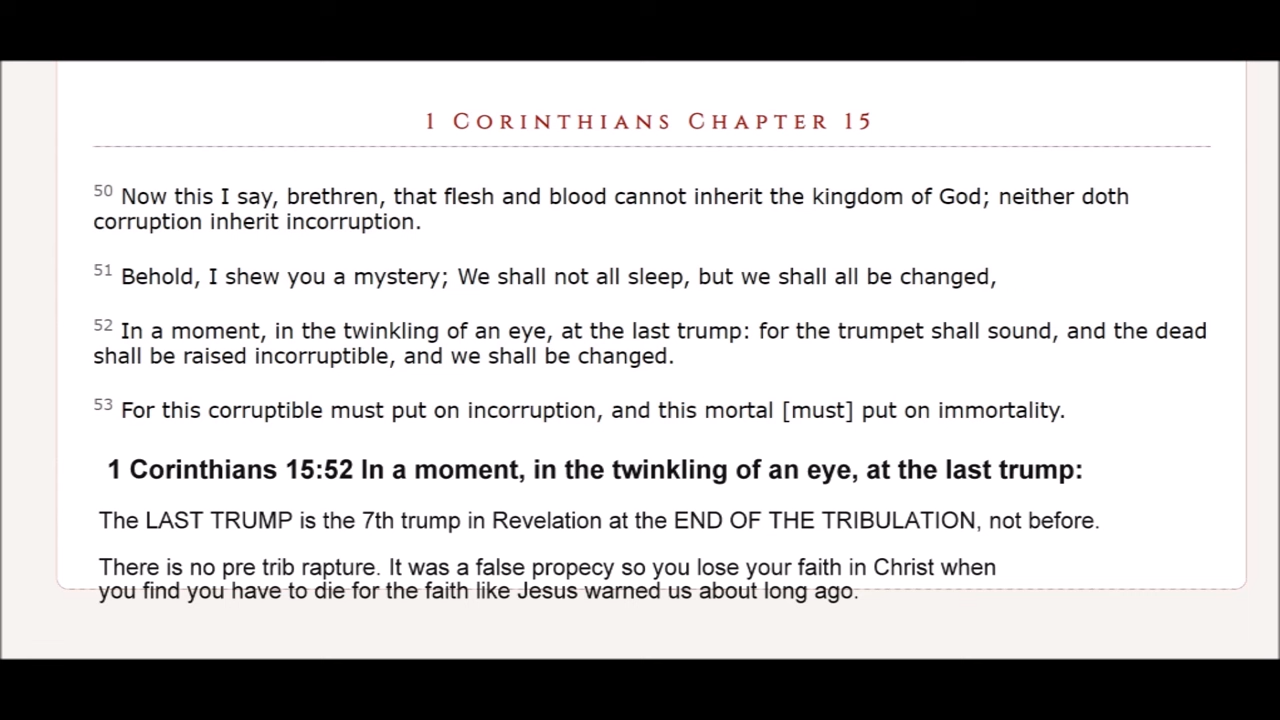 1 Corinthians Chapter 15
50 Now this I say, brethren, that flesh and blood cannot inherit the kingdom of God; neither doth
corruption inherit incorruption.
51 Behold, I shew you a mystery; We shall not all sleep, but we shall all be changed,
52 In a moment, in the twinkling of an eye, at the last trump: for the trumpet shall sound, and the dead
shall be raised incorruptible, and we shall be changed.
53 For this corruptible must put on incorruption, and this mortal [must] put on immortality.
1 Corinthians 15:52 In a moment, in the twinkling of an eye, at the last trump:
The LAST TRUMP is the 7th trump in Revelation at the END OF THE TRIBULATION, not before.
There is no pre trib rapture. It was a false propecy so you lose your faith in Christ when
you find you have to die for the faith like Jesus warned us about long ago.